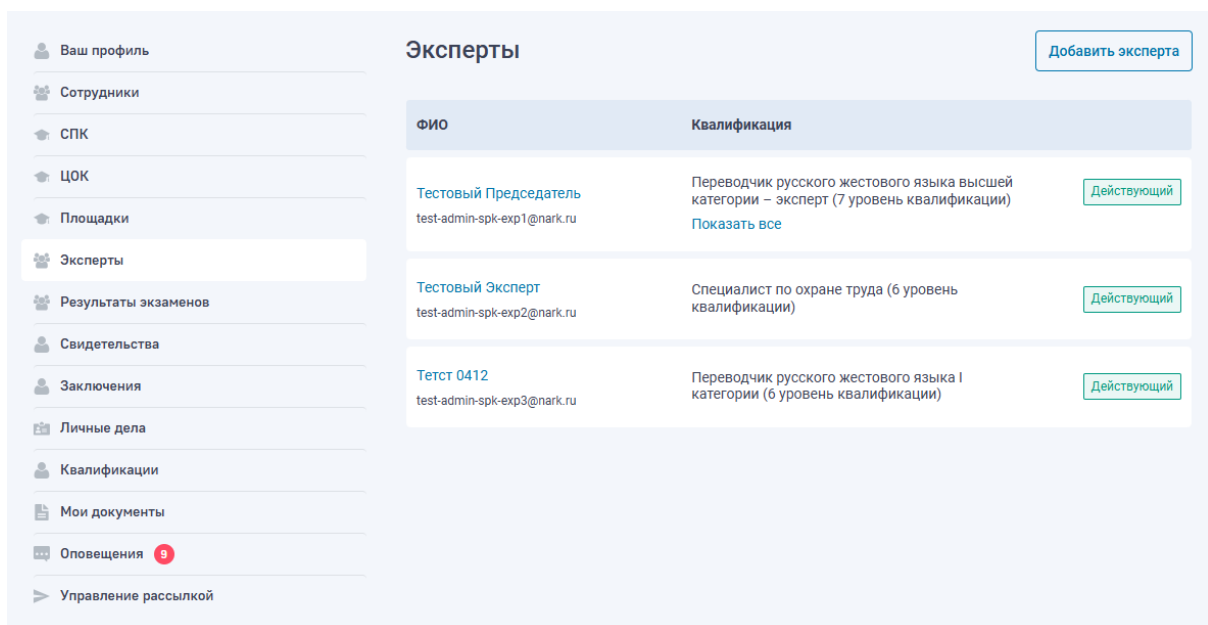 Ваш профиль
Сотрудники
СПК
ЦОК
Площадки
Эксперты
Результаты экзаменов
Свидетельства
Заключения
Личные дела
Квалификации
Мои документы
Оповещения 9
Управление рассылкой
Эксперты
Добавить эксперта
ФИО Квалификация
Тестовый Председатель
test-admin-spk-exp1@nark.ru
Переводчик русского жестового языка высшей
категории – эксперт (7 уровень квалификации)
Показать все
Действующий
Тестовый Эксперт
test-admin-spk-exp2@nark.ru
Специалист по охране труда (6 уровень
квалификации)
Действующий
Тетст 0412
test-admin-spk-exp3@nark.ru
Переводчик русского жестового языка I
категории (6 уровень квалификации)
Действующий